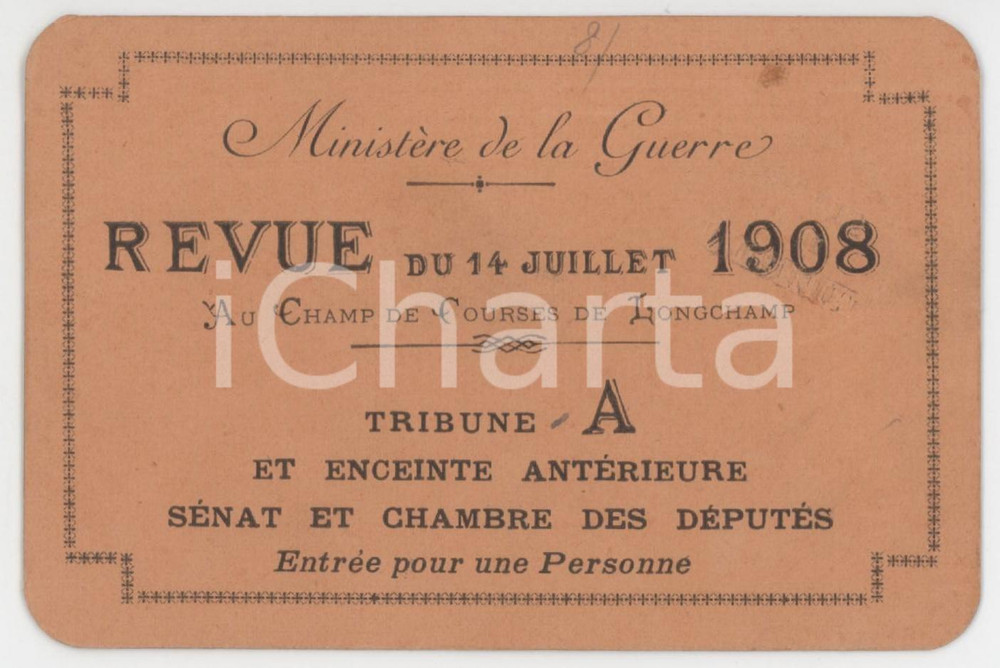 Ministère de la Guerre
REVUE DU 14 JUILLET 1908
AU CHAMP DE COURSES DE LONGCHAMP
iCharta
TRIBUNE A
ET ENCEINTE ANTÉRIEURE
SÉNAT ET CHAMBRE DES DÉPUTÉS
Entrée pour une Personne